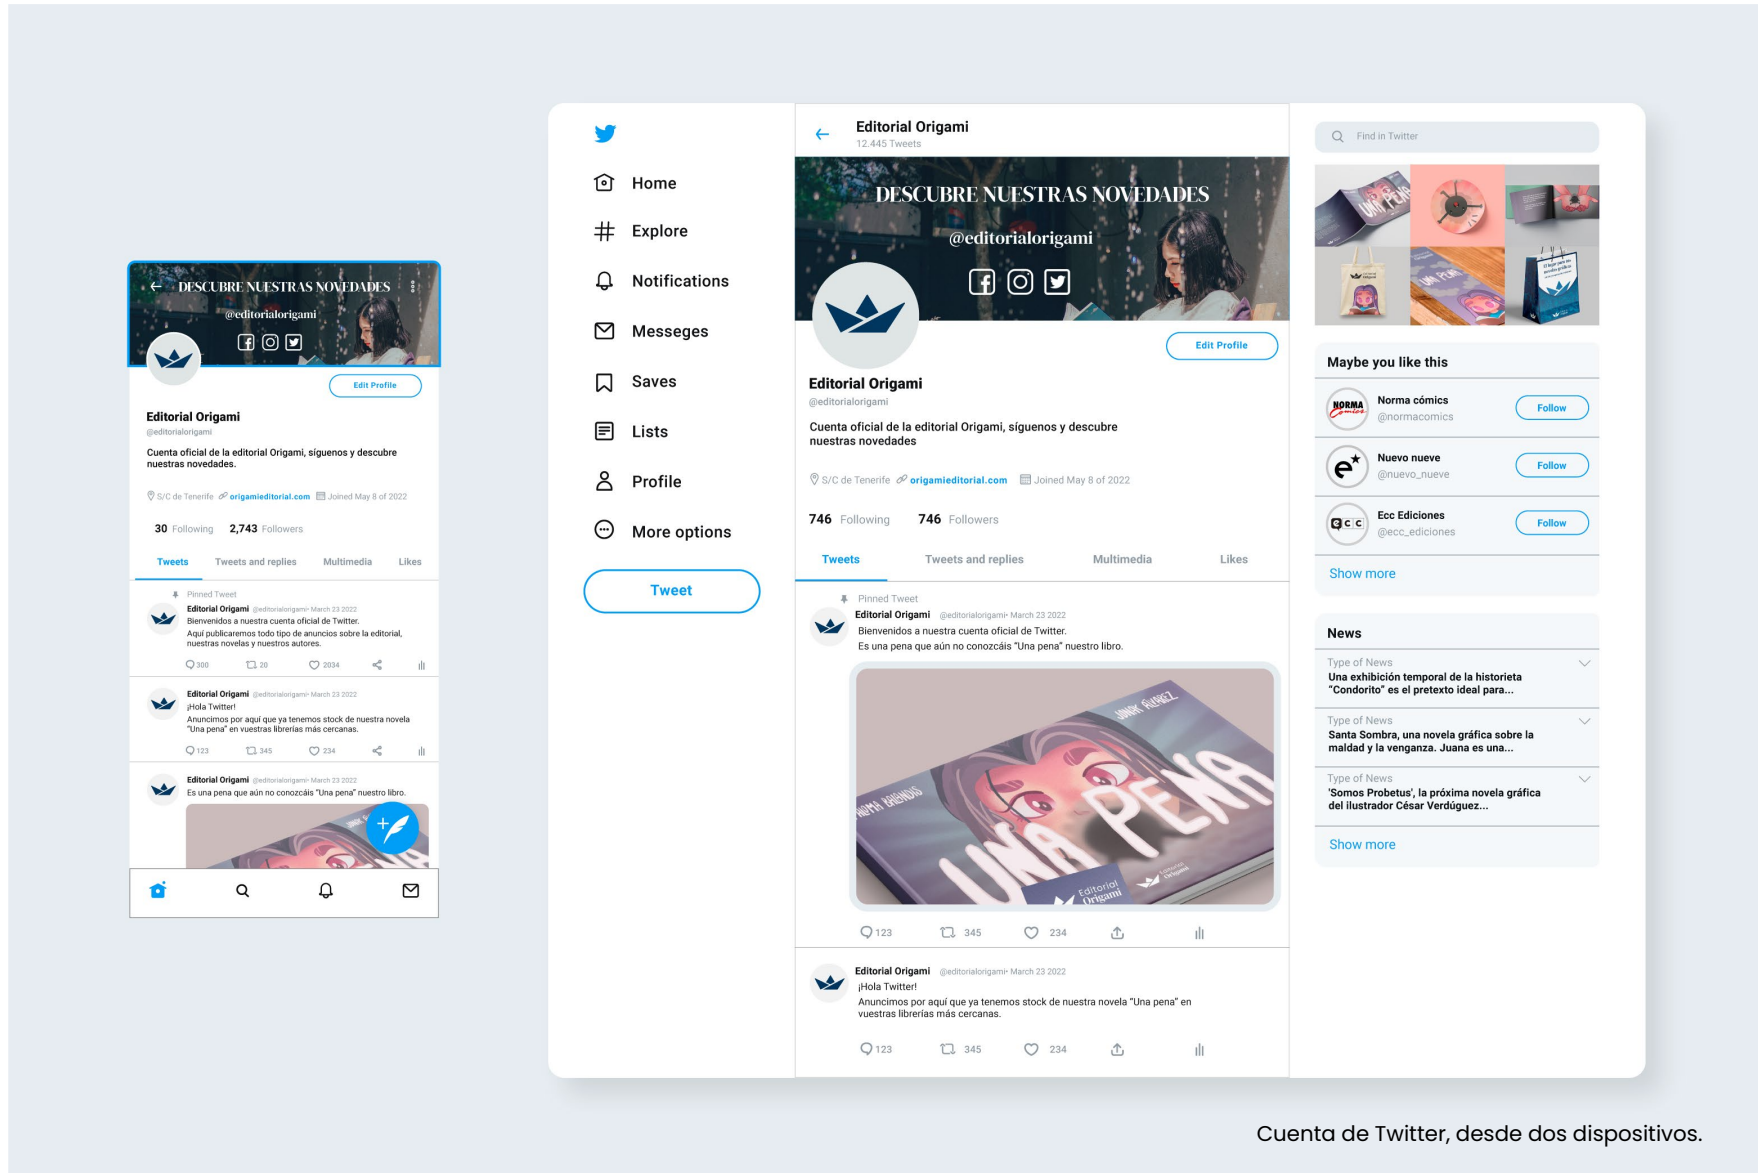 DESCUBRE NUESTRAS NOVEDADES
@editorialorigami
Edit Profile
Editorial Origami
@editorialorigami
Cuenta oficial de la editorial Origami, síguenos y descubre
nuestras novedades.
S/C de Tenerife origamieditorial.com Joined May 8 of 2022
30 Following 2,743 Followers
Tweets Tweets and replies Multimedia Likes
Pinned Tweet
Editorial Origami @editorialorigami· March 23 2022
Bienvenidos a nuestra cuenta oficial de Twitter.
Aquí publicaremos todo tipo de anuncios sobre la editorial,
nuestras novelas y nuestros autores.
300 20 2034
Editorial Origami @editorialorigami· March 23 2022
¡Hola Twitter!
Anuncimos por aquí que ya tenemos stock de nuestra novela
"Una pena" en vuestras librerías más cercanas.
123 345 234
Editorial Origami @editorialorigami· March 23 2022
Es una pena que aún no conozcáis "Una pena" nuestro libro.
Home
Explore
Notifications
Messeges
Saves
Lists
Profile
More options
Tweet
Editorial Origami
12.445 Tweets
DESCUBRE NUESTRAS NOVEDADES
@editorialorigami
Edit Profile
Editorial Origami
@editorialorigami
Cuenta oficial de la editorial Origami, síguenos y descubre
nuestras novedades
S/C de Tenerife origamieditorial.com Joined May 8 of 2022
746 Following 746 Followers
Tweets Tweets and replies Multimedia Likes
Pinned Tweet
Editorial Origami @editorialorigami· March 23 2022
Bienvenidos a nuestra cuenta oficial de Twitter.
Es una pena que aún no conozcáis "Una pena" nuestro libro.
UNA PENA
Editorial
Origami
Editorial
Origami
123 345 234
Editorial Origami @editorialorigami· March 23 2022
¡Hola Twitter!
Anuncimos por aquí que ya tenemos stock de nuestra novela "Una pena" en
vuestras librerías más cercanas.
123 345 234
Find in Twitter
UNA PENA
UNA PENA
Maybe you like this
NORMA
Comics
Norma cómics
@normacomics
Follow
e
Nuevo nueve
@nuevo_nueve
Follow
ecc
Ecc Ediciones
@ecc_ediciones
Follow
Show more
News
Type of News
Una exhibición temporal de la historieta
"Condorito" es el pretexto ideal para...
Type of News
Santa Sombra, una novela gráfica sobre la
maldad y la venganza. Juana es una...
Type of News
'Somos Probetus', la próxima novela gráfica
del ilustrador César Verdúguez...
Show more
Cuenta de Twitter, desde dos dispositivos.